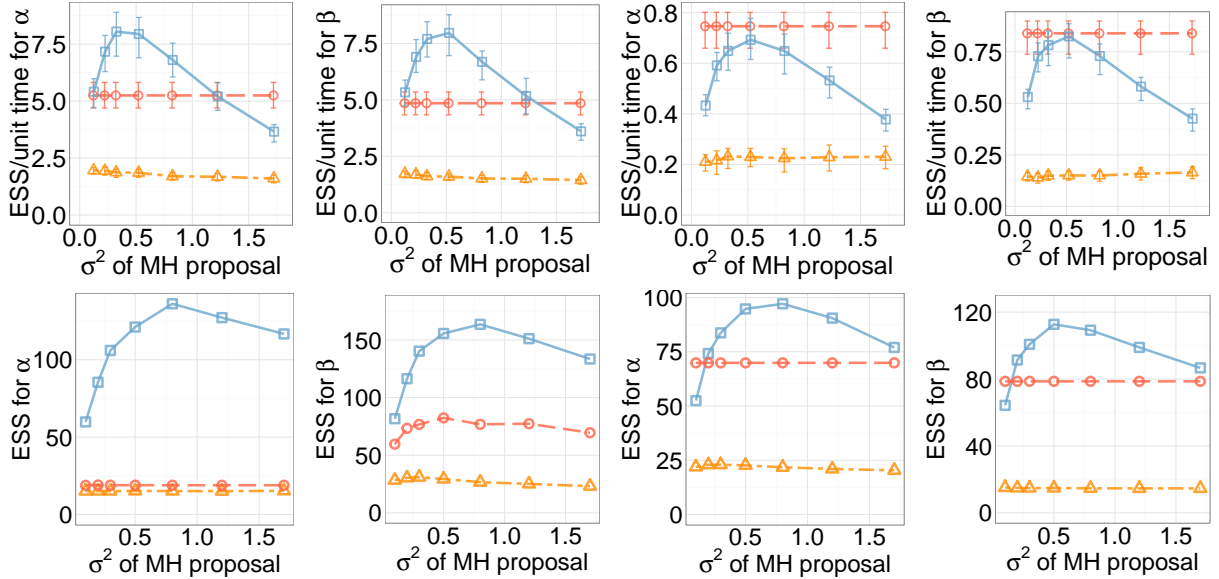 ESS/unit time for α
7.5
5.0
2.5
0.0
0.0 0.5 1.0 1.5
σ² of MH proposal
ESS/unit time for β
7.5
5.0
2.5
0.0
0.0 0.5 1.0 1.5
σ² of MH proposal
ESS/unit time for α
0.8
0.6
0.4
0.2
0.0
0.0 0.5 1.0 1.5
σ² of MH proposal
ESS/unit time for β
0.75
0.50
0.25
0.00
0.0 0.5 1.0 1.5
σ² of MH proposal
ESS for α
100
50
0
0.5 1.0 1.5
σ² of MH proposal
ESS for β
150
100
50
0
0.5 1.0 1.5
σ² of MH proposal
ESS for α
100
75
50
25
0
0.5 1.0 1.5
σ² of MH proposal
ESS for β
120
80
40
0
0.5 1.0 1.5
σ² of MH proposal